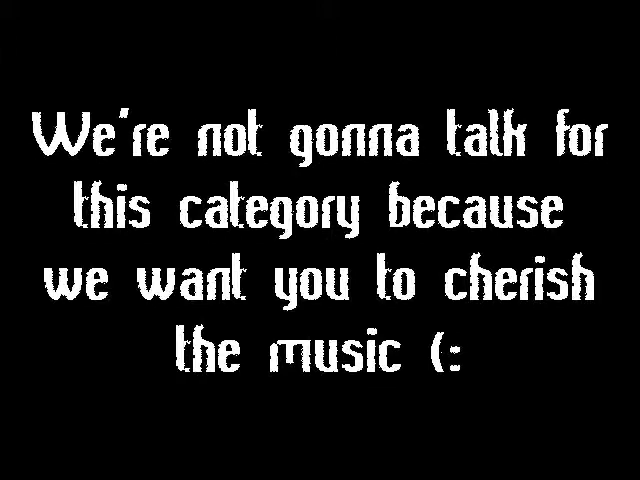 We're not gonna talk for
this category because
we want you to cherish
the music (: